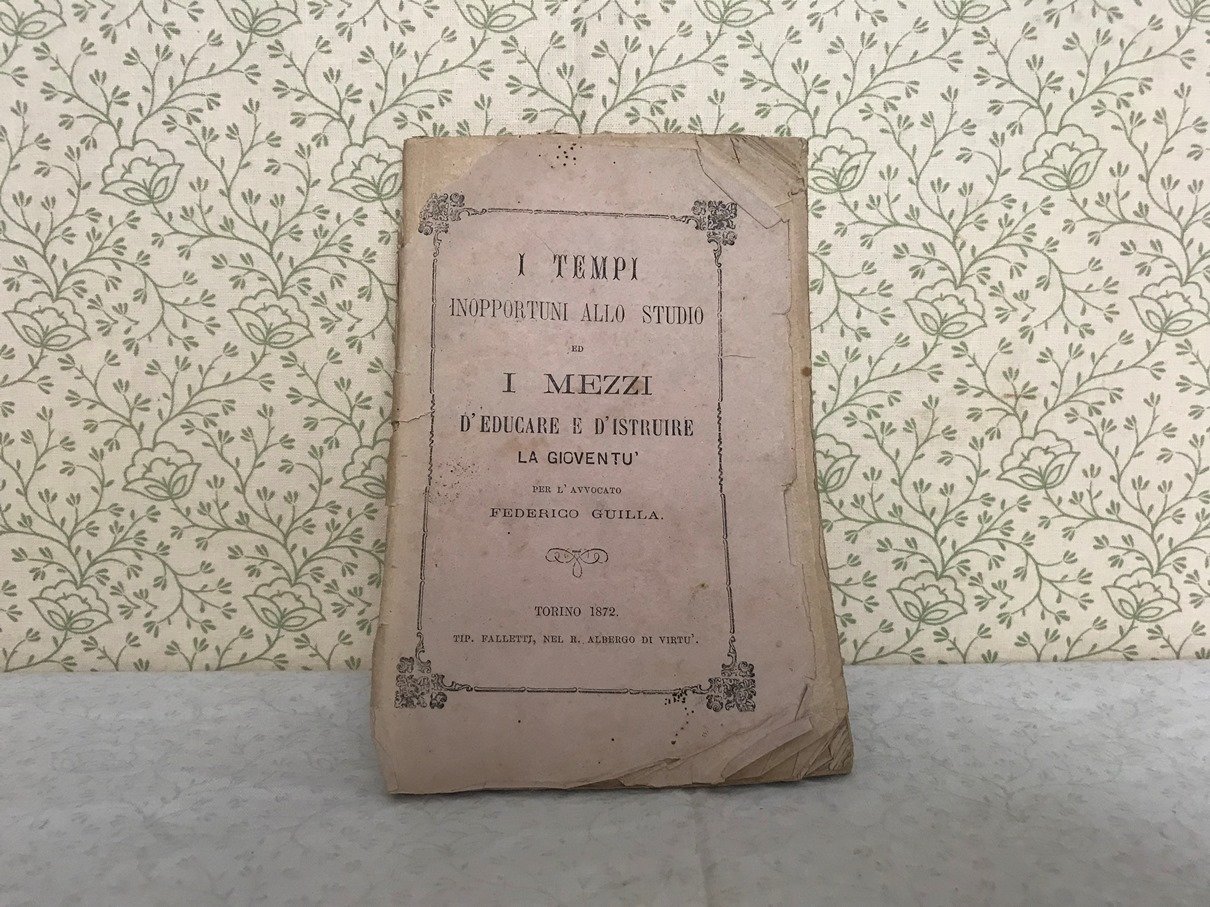 I TEMPI
INOPPORTUNI ALLO STUDIO
ED
I MEZZI
D'EDUCARE E D'ISTRUIRE
LA GIOVENTU'
PER L'AVVOCATO
FEDERICO GUILLA.
TORINO 1872.
TIP. FALLETTI, NEL R. ALBERGO DI VIRTU'.